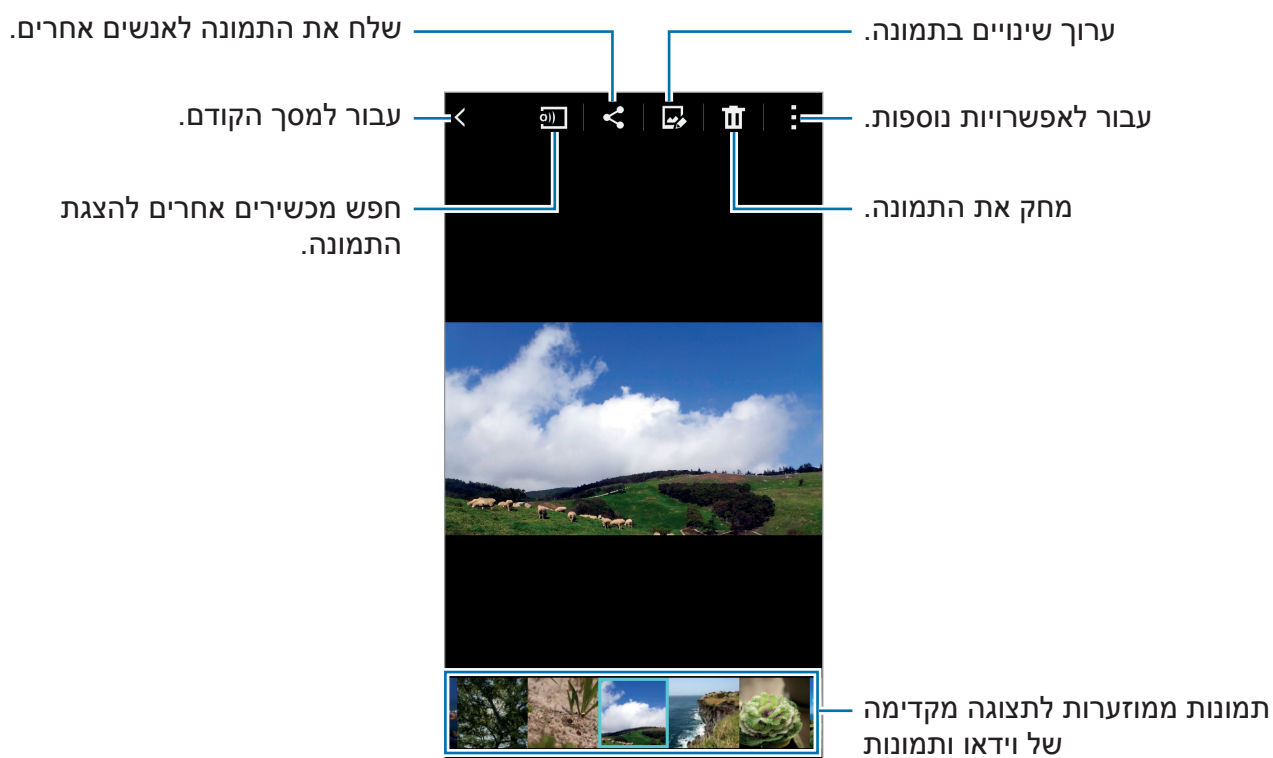 שלח את התמונה לאנשים אחרים.
ערוך שינויים בתמונה.
עבור למסך הקודם.
עבור לאפשרויות נוספות.
חפש מכשירים אחרים להצגת
התמונה.
מחק את התמונה.
תמונות ממוזערות לתצוגה מקדימה
של וידאו ותמונות